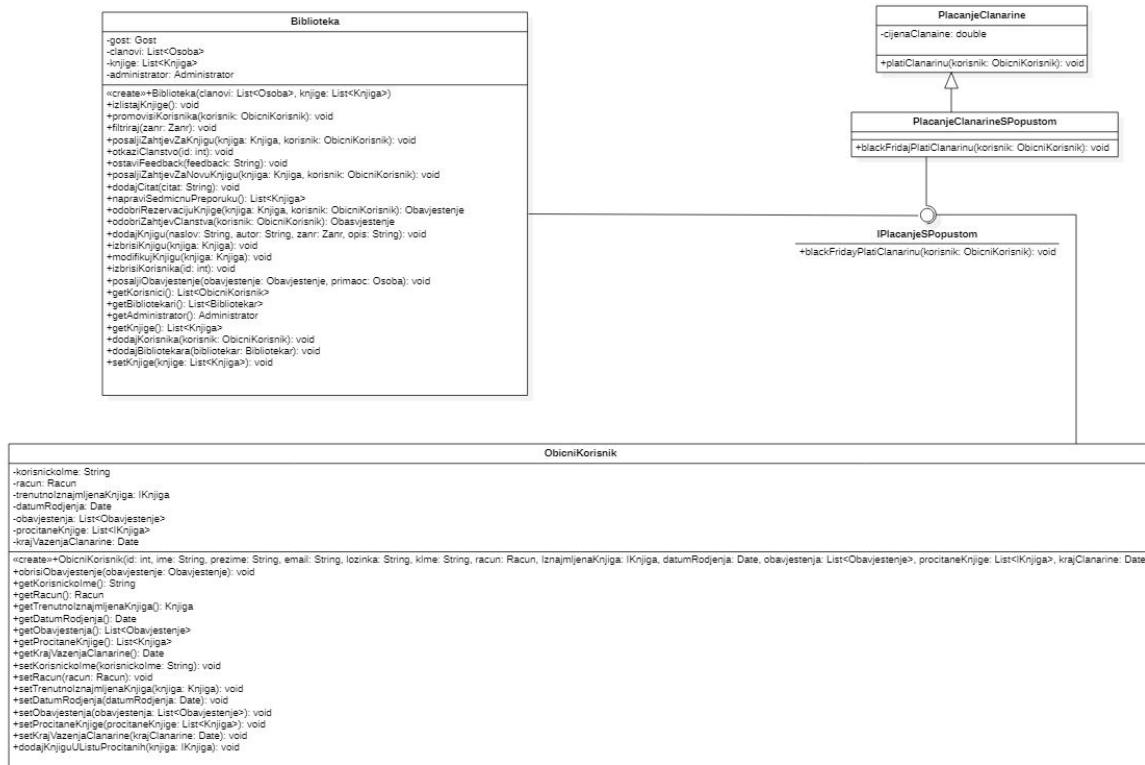 Biblioteka
-gost: Gost
-clanovi: List<Osoba>
-knjige: List<Knjiga>
-administrator: Administrator
«create»+Biblioteka(clanovi: List<Osoba>, knjige: List<Knjiga>)
+izlistajKnjige(): void
+promovisiKorisnika(korisnik: ObicniKorisnik): void
+filtriraj(zanr: Zanr): void
+posaljiZahtjevZaKnjigu(knjiga: Knjiga, korisnik: ObicniKorisnik): void
+otkaziClanstvo(id: int): void
+ostaviFeedback(feedback: String): void
+posaljiZahtjevZaNovuKnjigu(knjiga: Knjiga, korisnik: ObicniKorisnik): void
+dodajCitat(citat: String): void
+napraviSedmicnuPreporuku(): List<Knjiga>
+odobriRezervacijuKnjige(knjiga: Knjiga, korisnik: ObicniKorisnik): Obavjestenje
+odobriZahtjevClanstva(korisnik: ObicniKorisnik): Obasvjestenje
+dodajKnjigu(naslov: String, autor: String, zanr: Zanr, opis: String): void
+izbrisiKnjigu(knjiga: Knjiga): void
+modifikujKnjigu(knjiga: Knjiga): void
+izbrisiKorisnika(id: int): void
+posaljiObavjestenje(obavjestenje: Obavjestenje, primaoc: Osoba): void
+getKorisnici(): List<ObicniKorisnik>
+getBibliotekari(): List<Bibliotekar>
+getAdministrator(): Administrator
+getKnjige(): List<Knjiga>
+dodajKorisnika(korisnik: ObicniKorisnik): void
+dodajBibliotekara(bibliotekar: Bibliotekar): void
+setKnjige(knjige: List<Knjiga>): void
PlacanjeClanarine
-cijenaClanaine: double
+platiClanarinu(korisnik: ObicniKorisnik): void
PlacanjeClanarineSPopustom
+blackFridajPlatiClanarinu(korisnik: ObicniKorisnik): void
IPlacanjeSPopustom
+blackFridayPlatiClanarinu(korisnik: ObicniKorisnik): void
ObicniKorisnik
-korisnickoIme: String
-racun: Racun
-trenutnoIznajmljenaKnjiga: IKnjiga
-datumRodjenja: Date
-obavjestenja: List<Obavjestenje>
-procitaneKnjige: List<IKnjiga>
-krajVazenjaClanarine: Date
«create»+ObicniKorisnik(id: int, ime: String, prezime: String, email: String, lozinka: String, kIme: String, racun: Racun, IznajmljenaKnjiga: IKnjiga, datumRodjenja: Date, obavjestenja: List<Obavjestenje>, procitaneKnjige: List<IKnjiga>, krajClanarine: Date
+obrisiObavjestenje(obavjestenje: Obavjestenje): void
+getKorisnickoIme(): String
+getRacun(): Racun
+getTrenutnoIznajmljenaKnjiga(): Knjiga
+getDatumRodjenja(): Date
+getObavjestenja(): List<Obavjestenje>
+getProcitaneKnjige(): List<Knjiga>
+getKrajVazenjaClanarine(): Date
+setKorisnickoIme(korisnickoIme: String): void
+setRacun(racun: Racun): void
+setTrenutnoIznajmljenaKnjiga(knjiga: Knjiga): void
+setDatumRodjenja(datumRodjenja: Date): void
+setObavjestenja(obavjestenja: List<Obavjestenje>): void
+setProcitaneKnjige(procitaneKnjige: List<Knjiga>): void
+setKrajVazenjaClanarine(krajClanarine: Date): void
+dodajKnjiguUListuProcitanih(knjiga: IKnjiga): void